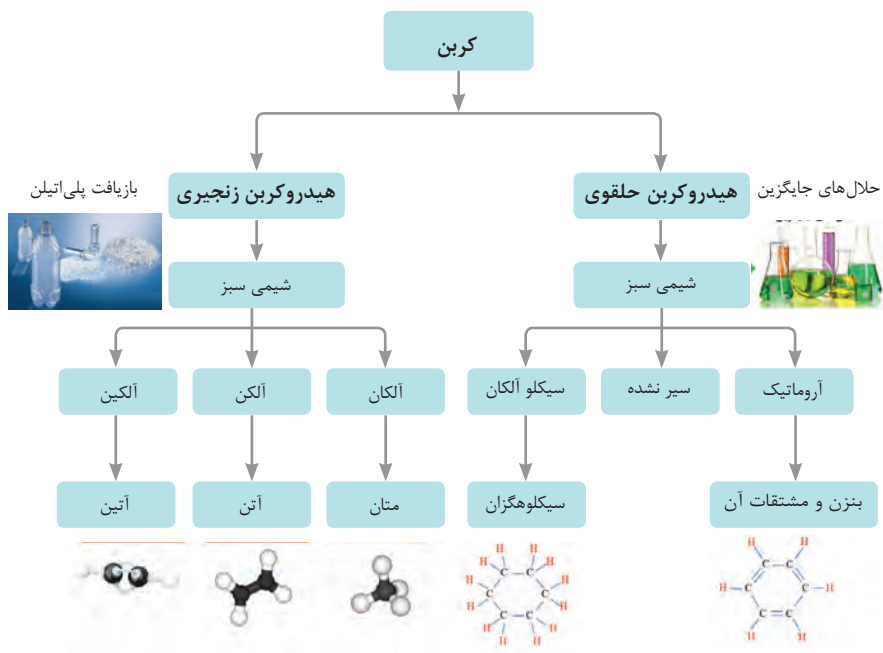 کربن
هیدروکربن حلقوی
هیدروکربن زنجیری
حلال‌های جایگزین
بازیافت پلی‌اتیلن
شیمی سبز
شیمی سبز
آروماتیک
سیر نشده
سیکلو آلکان
آلکان
آلکن
آلکین
بنزن و مشتقات آن
سیکلوهگزان
متان
آتن
آتین
H H H H
C C
H C C H
H C C H
H C C H
H H
H H
C C
H C C H
C C
H H